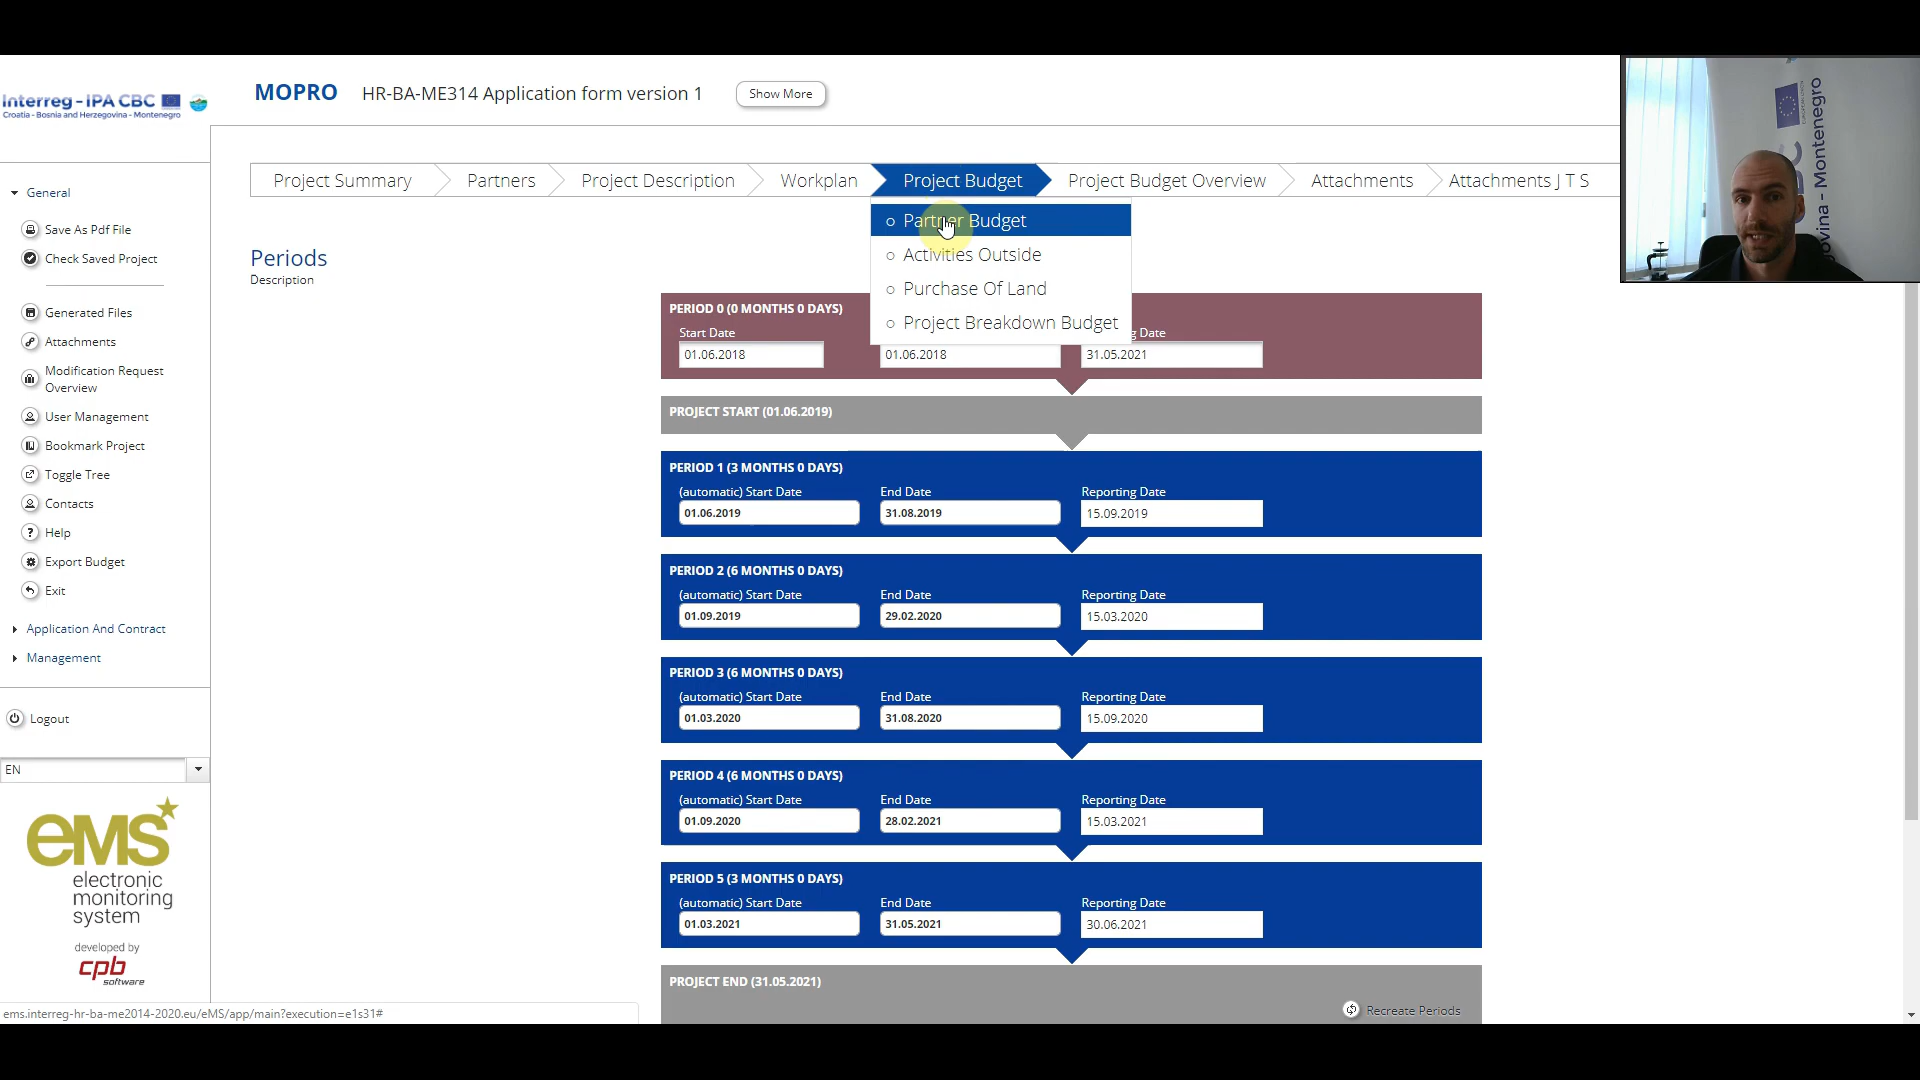 Interreg - IPA CBC
Croatia - Bosnia and Herzegovina - Montenegro
MOPRO
HR-BA-ME314 Application form version 1
Show More
Project Summary
Partners
Project Description
Workplan
Project Budget
Project Budget Overview
Attachments
Attachments J T S
Partner Budget
Activities Outside
Purchase Of Land
Project Breakdown Budget
General
Save As Pdf File
Check Saved Project
Generated Files
Attachments
Modification Request
Overview
User Management
Bookmark Project
Toggle Tree
Contacts
Help
Export Budget
Exit
Application And Contract
Management
Logout
EN
eMS
electronic
monitoring
system
developed by
cpb
software
ems.interreg-hr-ba-me2014-2020.eu/eMS/app/main?execution=e1s31#
Periods
Description
PERIOD 0 (0 MONTHS 0 DAYS)
Start Date
01.06.2018
01.06.2018
31.05.2021
PROJECT START (01.06.2019)
PERIOD 1 (3 MONTHS 0 DAYS)
(automatic) Start Date
End Date
Reporting Date
01.06.2019
31.08.2019
15.09.2019
PERIOD 2 (6 MONTHS 0 DAYS)
(automatic) Start Date
End Date
Reporting Date
01.09.2019
29.02.2020
15.03.2020
PERIOD 3 (6 MONTHS 0 DAYS)
(automatic) Start Date
End Date
Reporting Date
01.03.2020
31.08.2020
15.09.2020
PERIOD 4 (6 MONTHS 0 DAYS)
(automatic) Start Date
End Date
Reporting Date
01.09.2020
28.02.2021
15.03.2021
PERIOD 5 (3 MONTHS 0 DAYS)
(automatic) Start Date
End Date
Reporting Date
01.03.2021
31.05.2021
30.06.2021
PROJECT END (31.05.2021)
Recreate Periods
ovina - Montenegro